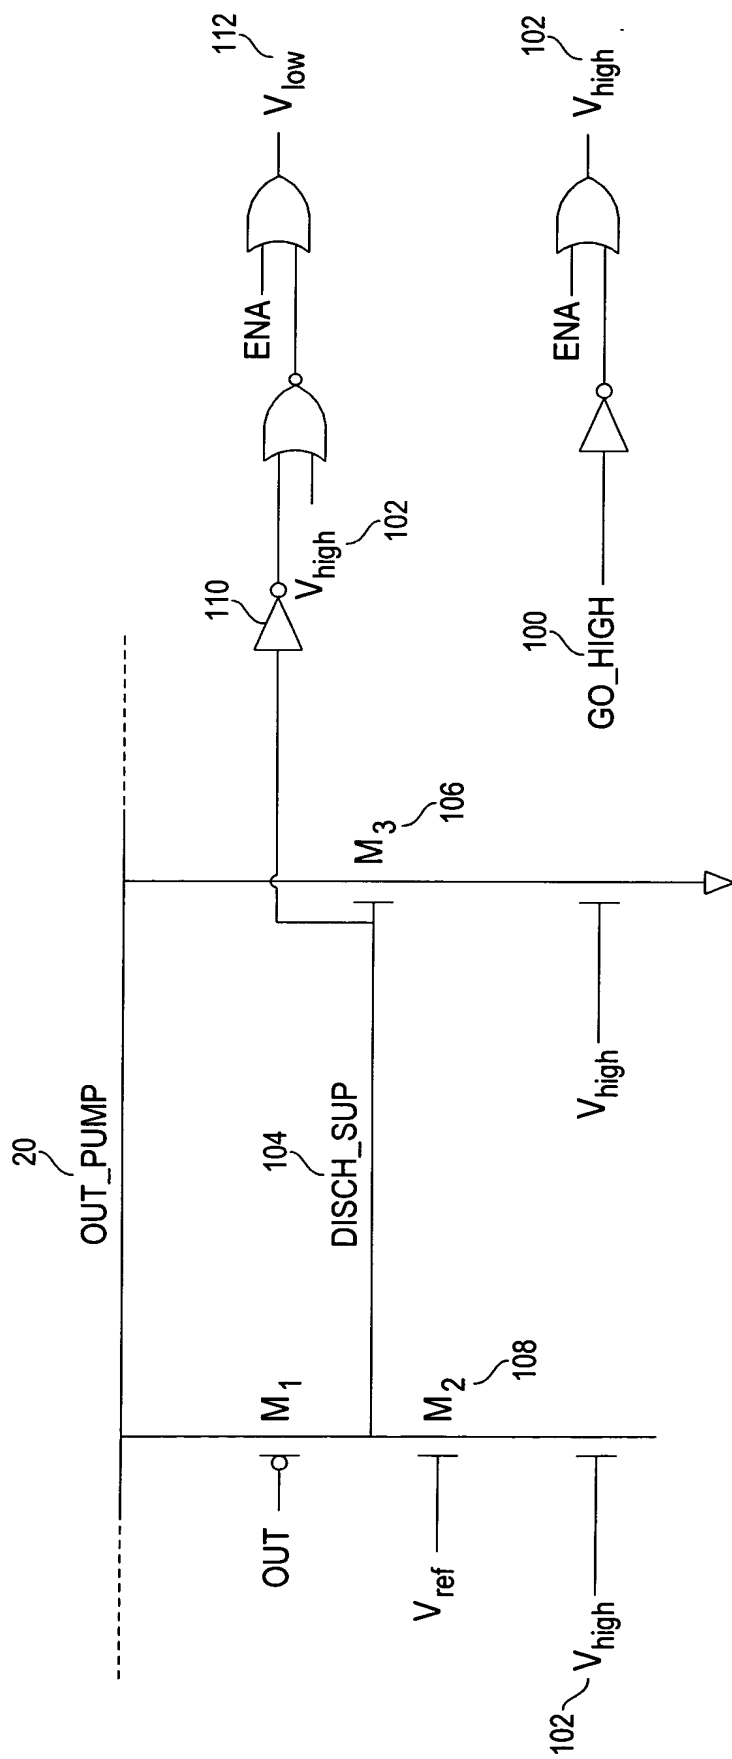 20
OUT_PUMP
112
V_low
ENA
110
V_high
102
OUT
M_1
104
DISCH_SUP
M_3
106
V_ref
M_2
108
102
V_high
V_high
100
GO_HIGH
ENA
102
V_high